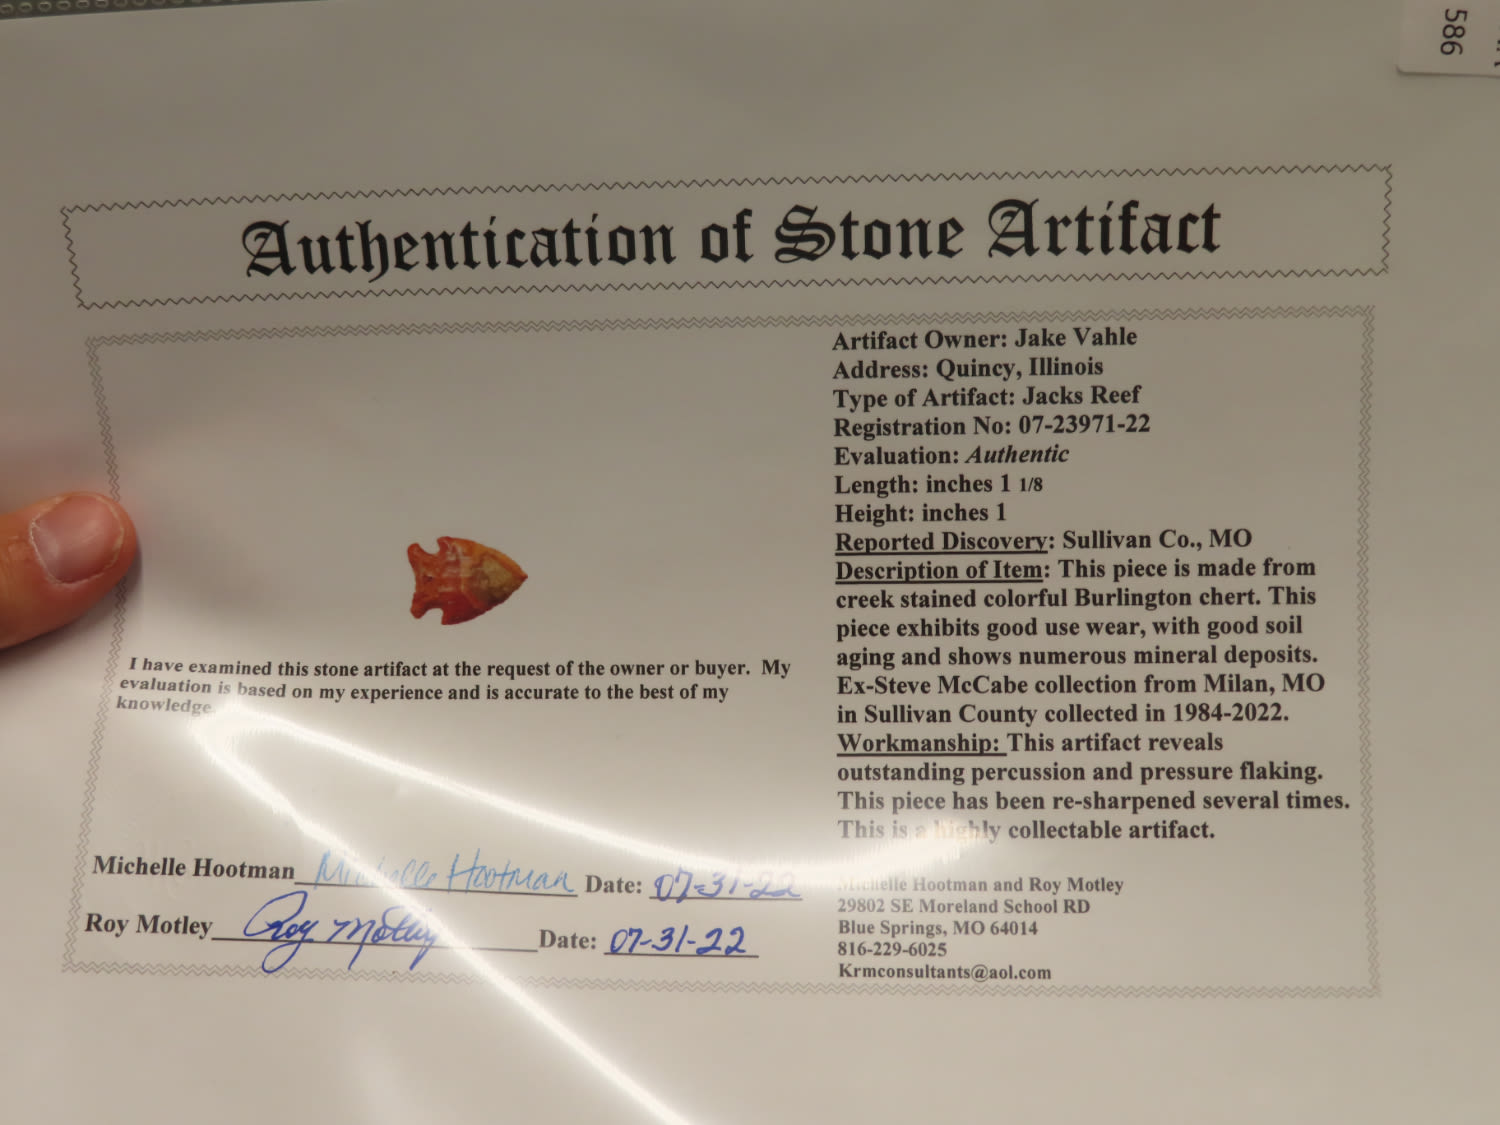 586
Authentication of Stone Artifact
Artifact Owner: Jake Vahle
Address: Quincy, Illinois
Type of Artifact: Jacks Reef
Registration No: 07-23971-22
Evaluation: Authentic
Length: inches 1 1/8
Height: inches 1
Reported Discovery: Sullivan Co., MO
Description of Item: This piece is made from
creek stained colorful Burlington chert. This
piece exhibits good use wear, with good soil
aging and shows numerous mineral deposits.
Ex-Steve McCabe collection from Milan, MO
in Sullivan County collected in 1984-2022.
Workmanship: This artifact reveals
outstanding percussion and pressure flaking.
This piece has been re-sharpened several times.
This is a highly collectable artifact.
I have examined this stone artifact at the request of the owner or buyer. My
evaluation is based on my experience and is accurate to the best of my
knowledge.
Michelle Hootman Michelle Hootman Date: 07-31-22
Roy Motley Roy Motley Date: 07-31-22
Michelle Hootman and Roy Motley
29802 SE Moreland School RD
Blue Springs, MO 64014
816-229-6025
Krmconsultants@aol.com